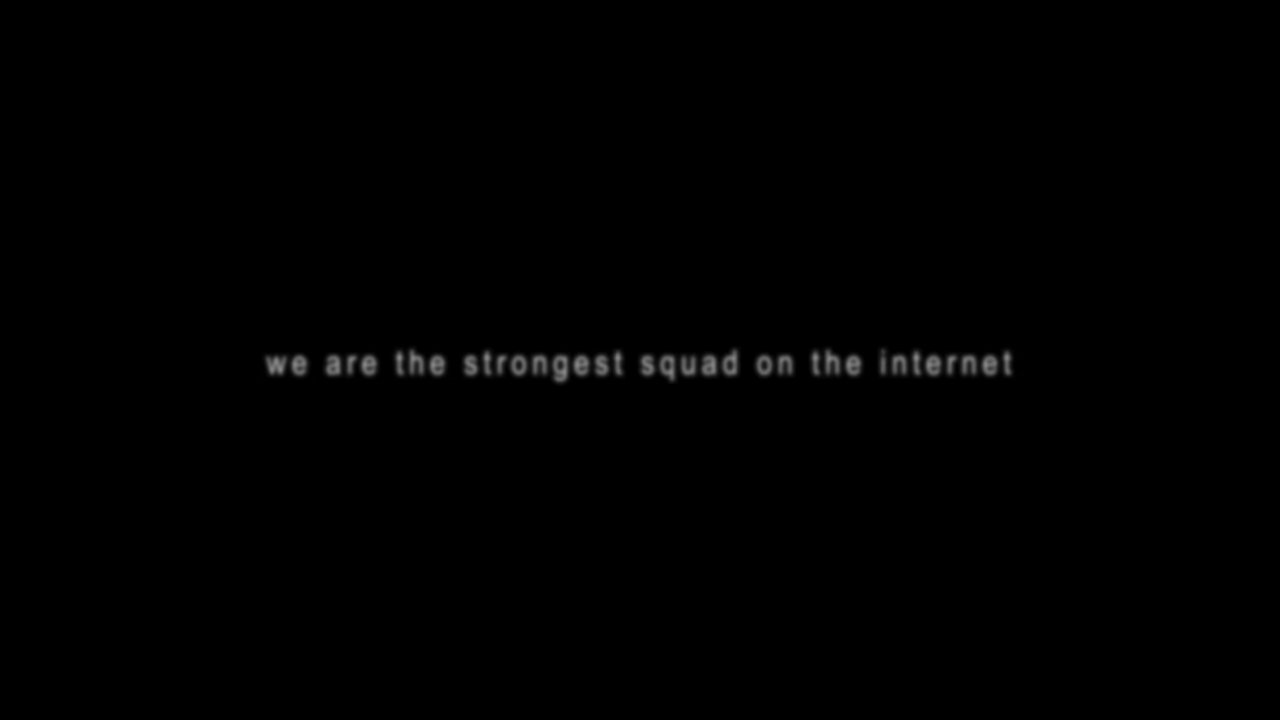 we are the strongest squad on the internet